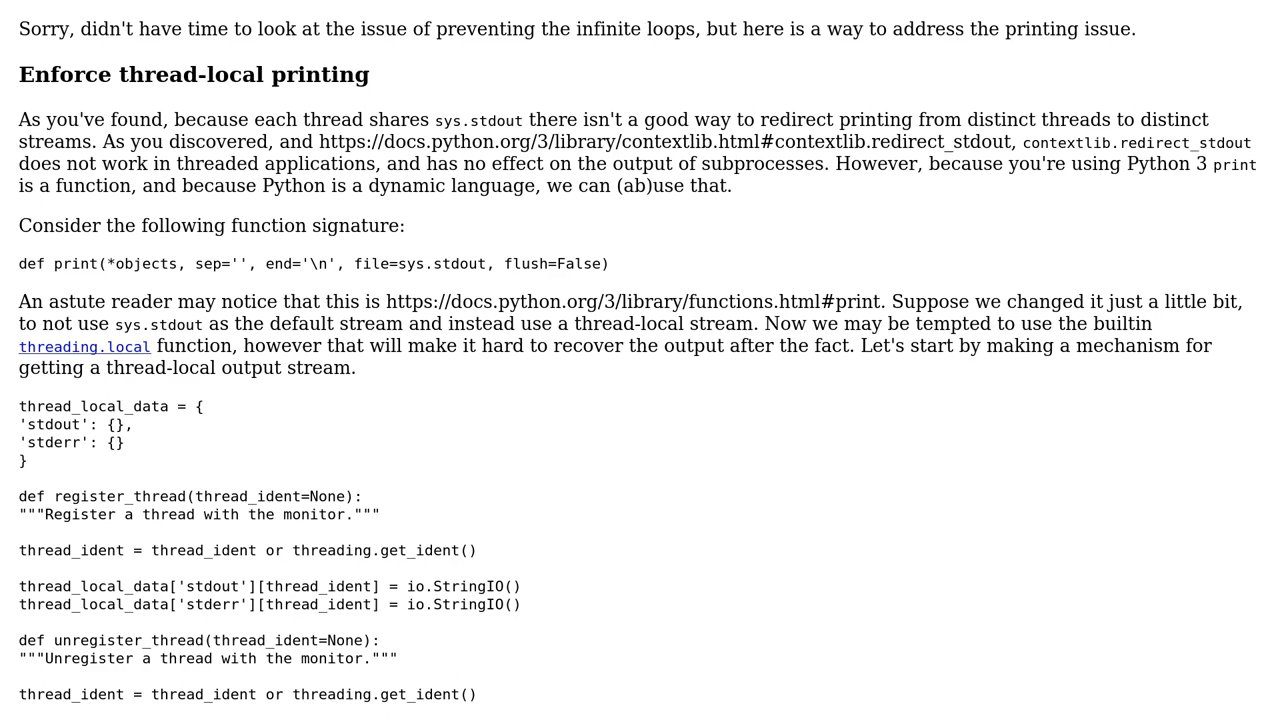 Sorry, didn't have time to look at the issue of preventing the infinite loops, but here is a way to address the printing issue.
Enforce thread-local printing
As you've found, because each thread shares sys.stdout there isn't a good way to redirect printing from distinct threads to distinct
streams. As you discovered, and https://docs.python.org/3/library/contextlib.html#contextlib.redirect_stdout, contextlib.redirect_stdout
does not work in threaded applications, and has no effect on the output of subprocesses. However, because you're using Python 3 print
is a function, and because Python is a dynamic language, we can (ab)use that.
Consider the following function signature:
def print(*objects, sep='', end='\n', file=sys.stdout, flush=False)
An astute reader may notice that this is https://docs.python.org/3/library/functions.html#print. Suppose we changed it just a little bit,
to not use sys.stdout as the default stream and instead use a thread-local stream. Now we may be tempted to use the builtin
threading.local function, however that will make it hard to recover the output after the fact. Let's start by making a mechanism for
getting a thread-local output stream.
thread_local_data = {
'stdout': {},
'stderr': {}
}
def register_thread(thread_ident=None):
"""Register a thread with the monitor."""
thread_ident = thread_ident or threading.get_ident()
thread_local_data['stdout'][thread_ident] = io.StringIO()
thread_local_data['stderr'][thread_ident] = io.StringIO()
def unregister_thread(thread_ident=None):
"""Unregister a thread with the monitor."""
thread_ident = thread_ident or threading.get_ident()